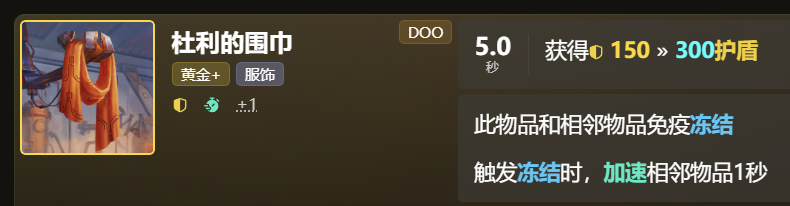 杜利的围巾
DOO
黄金+
服饰
+1
5.0
秒
获得 150 » 300护盾
此物品和相邻物品免疫冻结
触发冻结时，加速相邻物品1秒